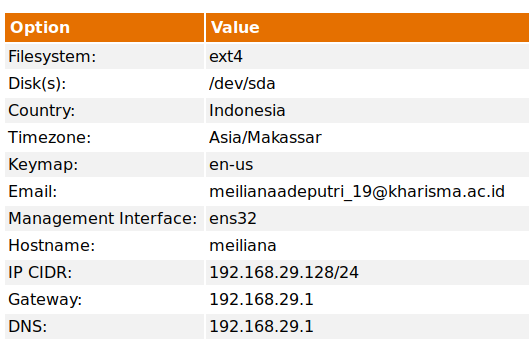 Option Value
Filesystem: ext4
Disk(s): /dev/sda
Country: Indonesia
Timezone: Asia/Makassar
Keymap: en-us
Email: meilianaadeputri_19@kharisma.ac.id
Management Interface: ens32
Hostname: meiliana
IP CIDR: 192.168.29.128/24
Gateway: 192.168.29.1
DNS: 192.168.29.1